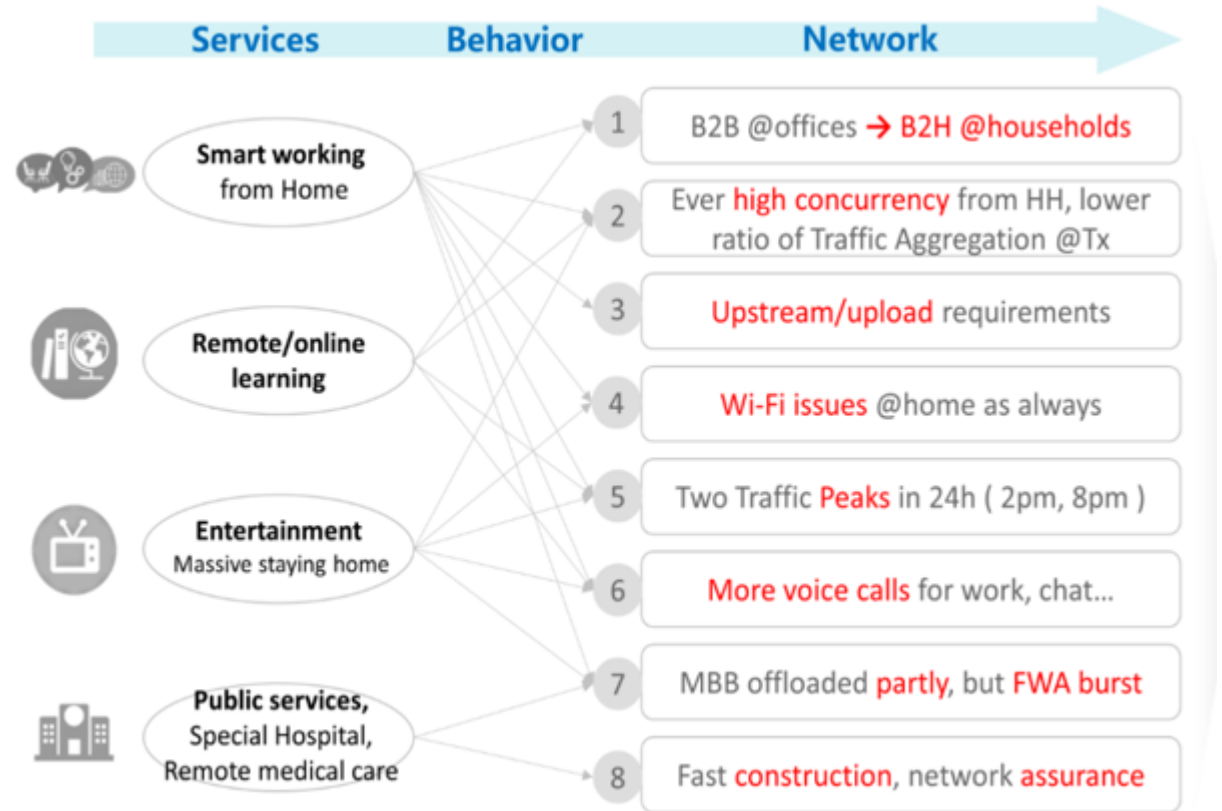 Services Behavior Network
Smart working
from Home
Remote/online
learning
Entertainment
Massive staying home
Public services,
Special Hospital,
Remote medical care
1 B2B @offices → B2H @households
2 Ever high concurrency from HH, lower
ratio of Traffic Aggregation @Tx
3 Upstream/upload requirements
4 Wi-Fi issues @home as always
5 Two Traffic Peaks in 24h ( 2pm, 8pm )
6 More voice calls for work, chat...
7 MBB offloaded partly, but FWA burst
8 Fast construction, network assurance